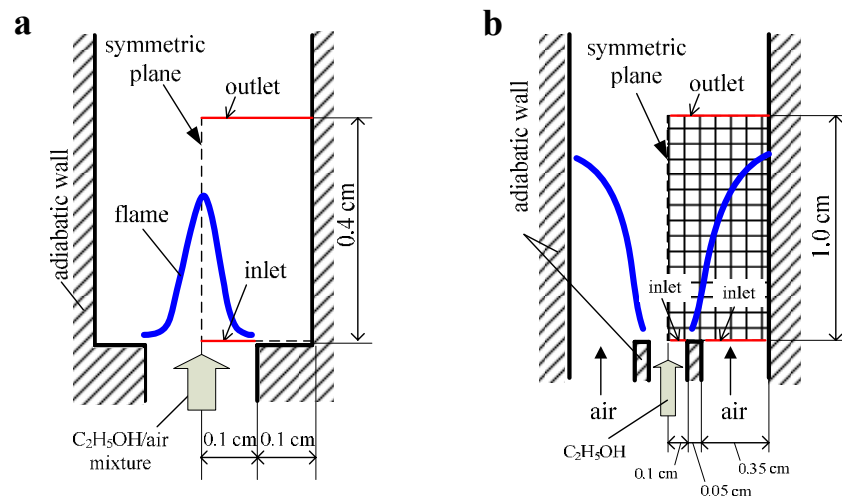 a
symmetric
plane
outlet
adiabatic wall
flame
0.4 cm
inlet
C₂H₅OH/air
mixture
0.1 cm
0.1 cm
b
symmetric
plane
outlet
adiabatic wall
1.0 cm
inlet
inlet
air
air
C₂H₅OH
0.1 cm
0.05 cm
0.35 cm